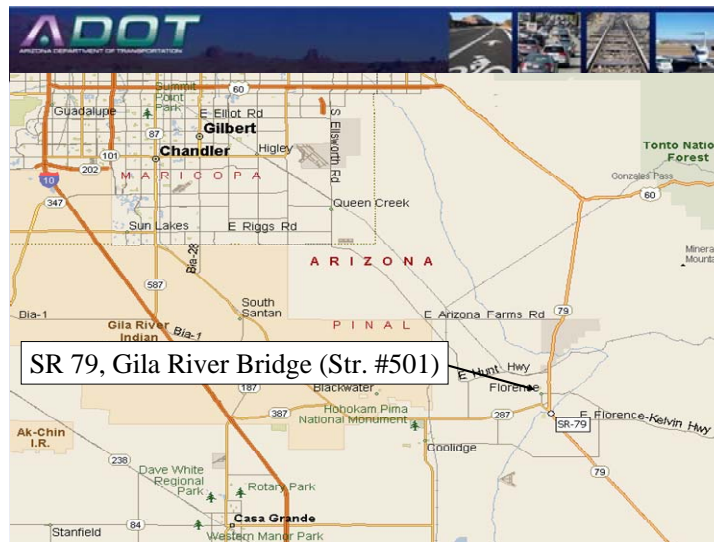 ADOT
ARIZONA DEPARTMENT OF TRANSPORTATION
Summit
Point
Park
60
Guadalupe
E Elliot Rd
S Ellsworth Rd
87
Gilbert
Chandler
Higley
101
202
MARICOPA
10
347
Tonto Natio
Forest
Gonzales Pass
60
Queen Creek
Sun Lakes
E Riggs Rd
Bia-28
Minera
Mounta
ARIZONA
587
South
Santan
Dia-1
Gila River
Indian
Bia-1
PINAL
E Arizona Farms Rd
79
SR 79, Gila River Bridge (Str. #501)
E Hunt Hwy
187
Blackwater
Florence
387
Hohokam Pima
National Monument
287
SR-79
E Florence-Kelvin Hwy
Ak-Chin
I.R.
Coolidge
238
Dave White
Regional
Park
Rotary Park
79
Casa Grande
84
Stanfield
Western Manor Park